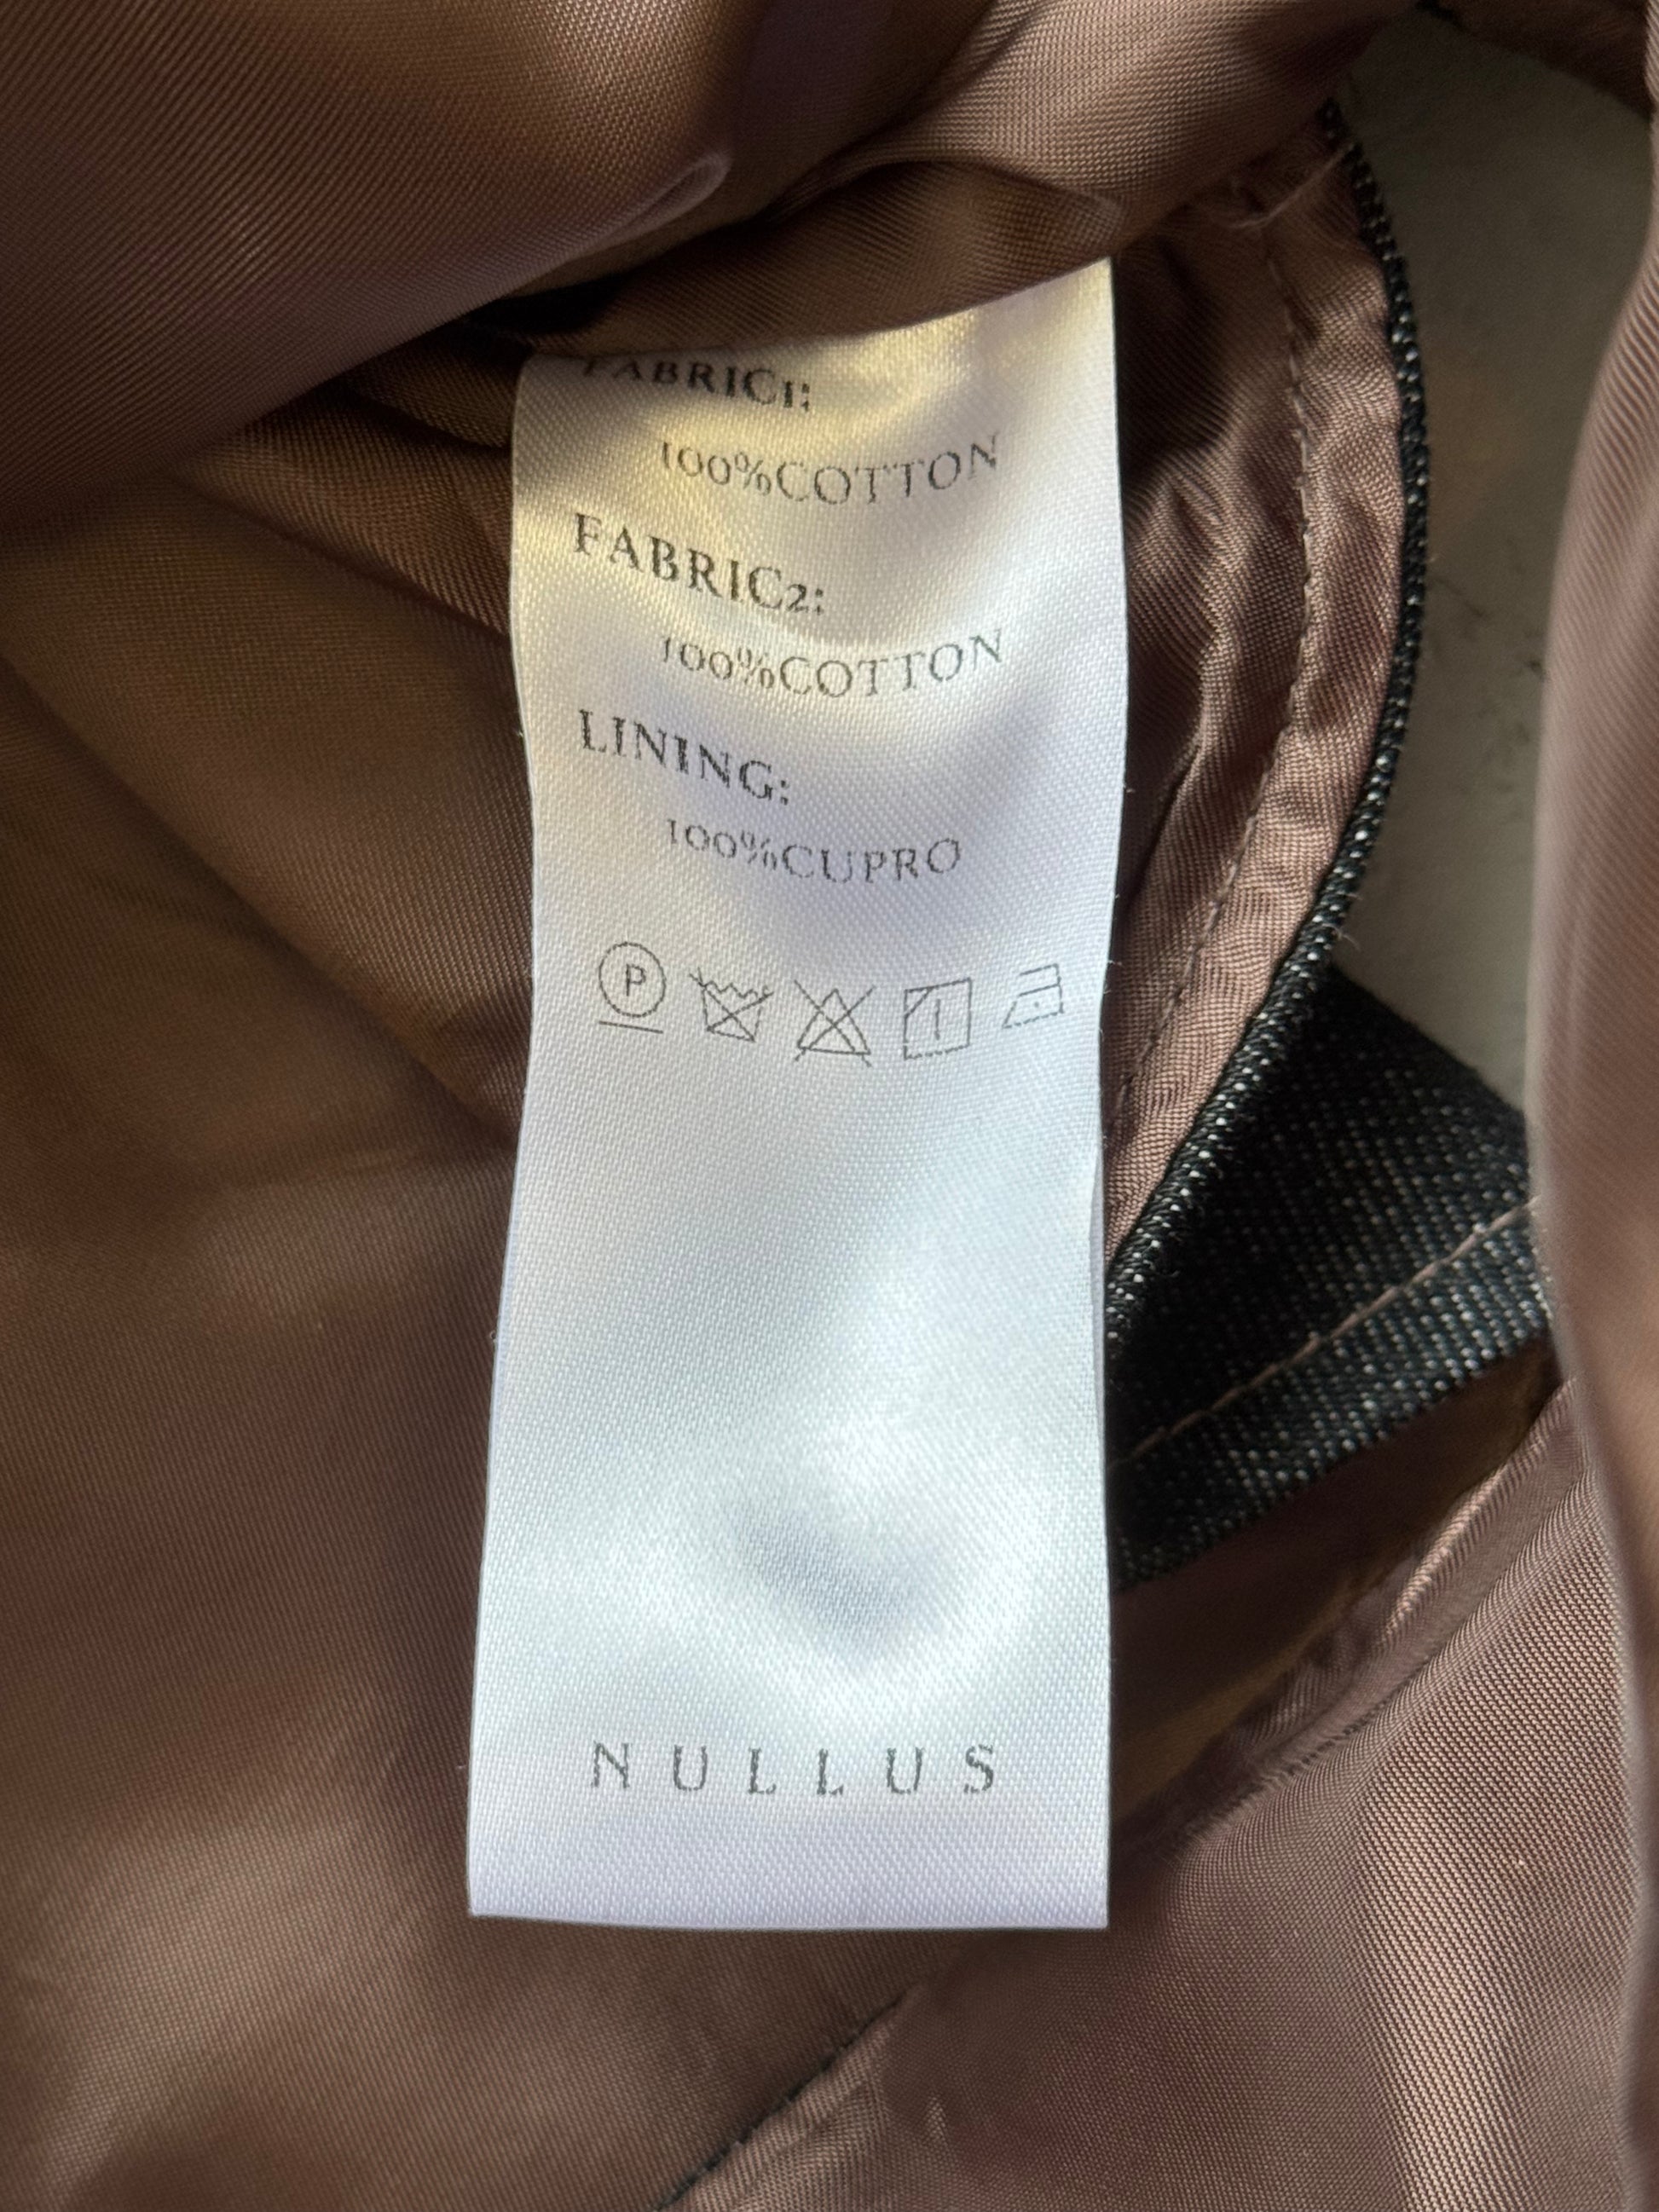 FABRIC1:
100%COTTON
FABRIC2:
100%COTTON
LINING:
100%CUPRO
P
NULLUS